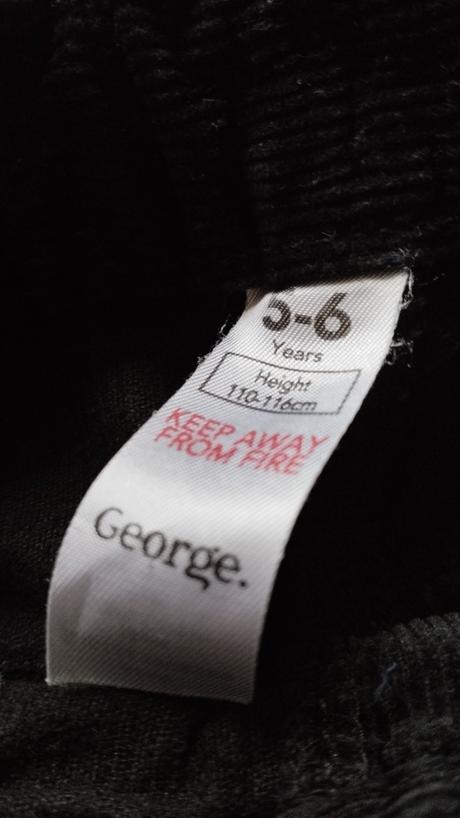 5-6
Years
Height
110-116cm
KEEP AWAY
FROM FIRE
George.